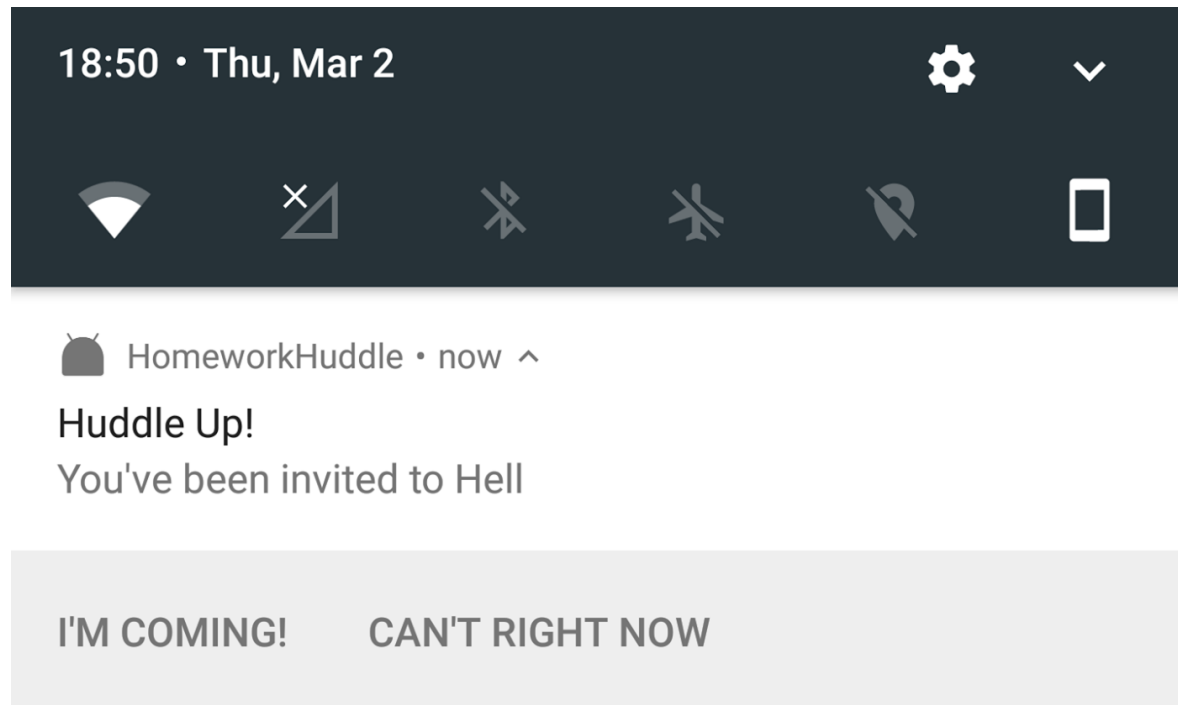 18:50 • Thu, Mar 2
HomeworkHuddle • now
Huddle Up!
You've been invited to Hell
I'M COMING! CAN'T RIGHT NOW